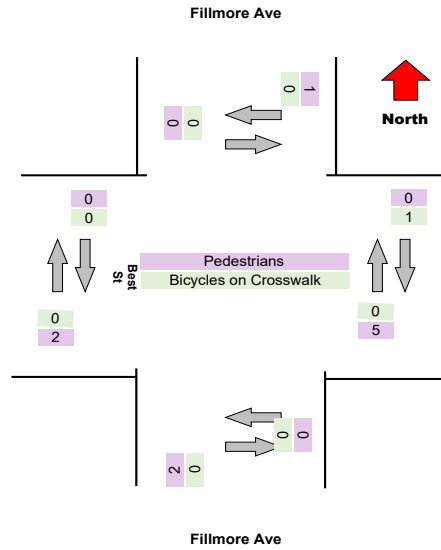 Fillmore Ave
0 1
0 0
North
0
0
0
1
Best
St
Pedestrians
Bicycles on Crosswalk
0
2
0
5
0 0
2 0
Fillmore Ave